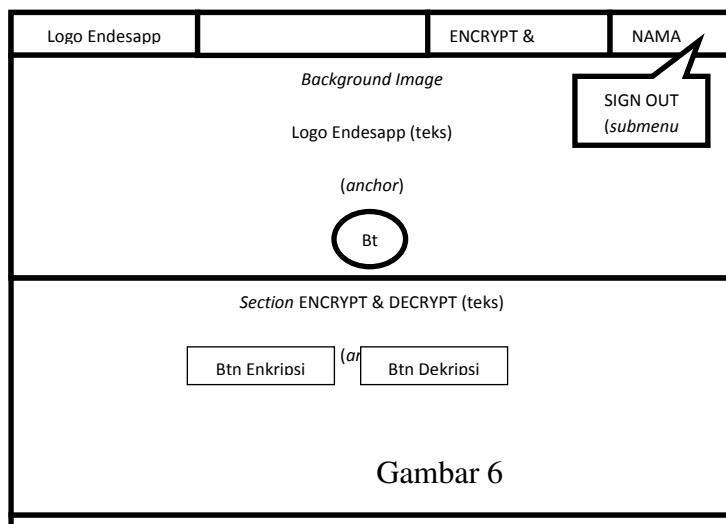 Logo Endesapp
ENCRYPT &
NAMA
Background Image
SIGN OUT
(submenu
Logo Endesapp (teks)
(anchor)
Bt
Section ENCRYPT & DECRYPT (teks)
Btn Enkripsi
Btn Dekripsi
Gambar 6